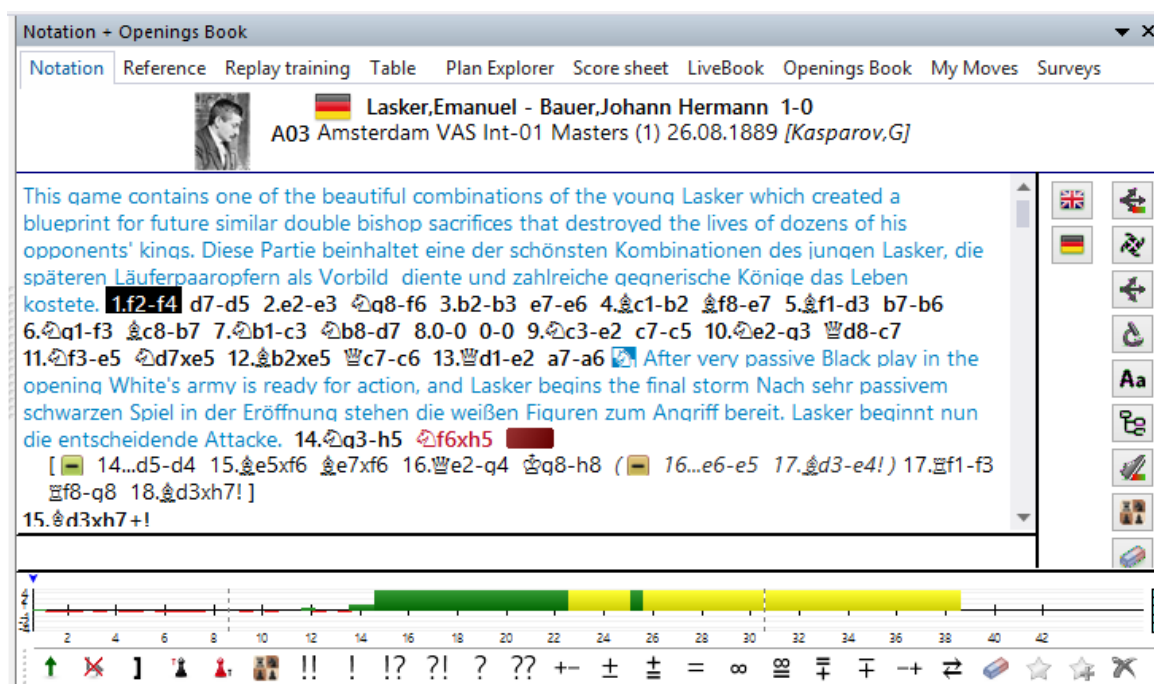 Notation + Openings Book
Notation Reference Replay training Table Plan Explorer Score sheet LiveBook Openings Book My Moves Surveys
Lasker,Emanuel - Bauer,Johann Hermann 1-0
A03 Amsterdam VAS Int-01 Masters (1) 26.08.1889 [Kasparov,G]
This game contains one of the beautiful combinations of the young Lasker which created a
blueprint for future similar double bishop sacrifices that destroyed the lives of dozens of his
opponents' kings. Diese Partie beinhaltet eine der schönsten Kombinationen des jungen Lasker, die
späteren Läuferpaaropfern als Vorbild diente und zahlreiche gegnerische Könige das Leben
kostete. 1.f2-f4 d7-d5 2.e2-e3 ♘g8-f6 3.b2-b3 e7-e6 4.♗c1-b2 ♗f8-e7 5.♗f1-d3 b7-b6
6.♘g1-f3 ♗c8-b7 7.♘b1-c3 ♘b8-d7 8.0-0 0-0 9.♘c3-e2 c7-c5 10.♘e2-g3 ♕d8-c7
11.♘f3-e5 ♘d7xe5 12.♗b2xe5 ♕c7-c6 13.♕d1-e2 a7-a6 After very passive Black play in the
opening White's army is ready for action, and Lasker begins the final storm Nach sehr passivem
schwarzen Spiel in der Eröffnung stehen die weißen Figuren zum Angriff bereit. Lasker beginnt nun
die entscheidende Attacke. 14.♘g3-h5 ♘f6xh5
[ 14...d5-d4 15.♗e5xf6 ♗e7xf6 16.♕e2-g4 ♔g8-h8 ( 16...e6-e5 17.♗d3-e4! ) 17.♖f1-f3
♖f8-g8 18.♗d3xh7! ]
15.♗d3xh7+!
2 4 6 8 10 12 14 16 18 20 22 24 26 28 30 32 34 36 38 40 42
] !! ! !? ?! ? ?? +- ± ⩲ = ∞ ⩱ ∓ -+ ⇄
Aa